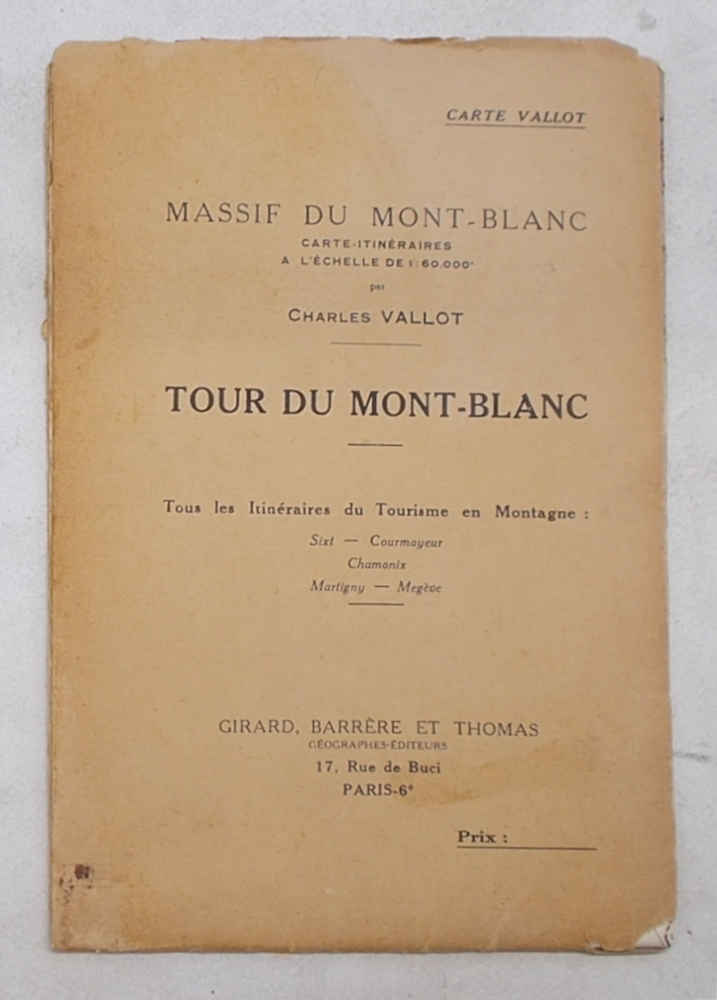 CARTE VALLOT
MASSIF DU MONT-BLANC
CARTE-ITINÉRAIRES
A L'ÉCHELLE DE 1:60.000e
par
CHARLES VALLOT
TOUR DU MONT-BLANC
Tous les Itinéraires du Tourisme en Montagne :
Sixt — Courmayeur
Chamonix
Martigny — Megève
GIRARD, BARRÈRE ET THOMAS
GÉOGRAPHES-ÉDITEURS
17, Rue de Buci
PARIS-6e
Prix :